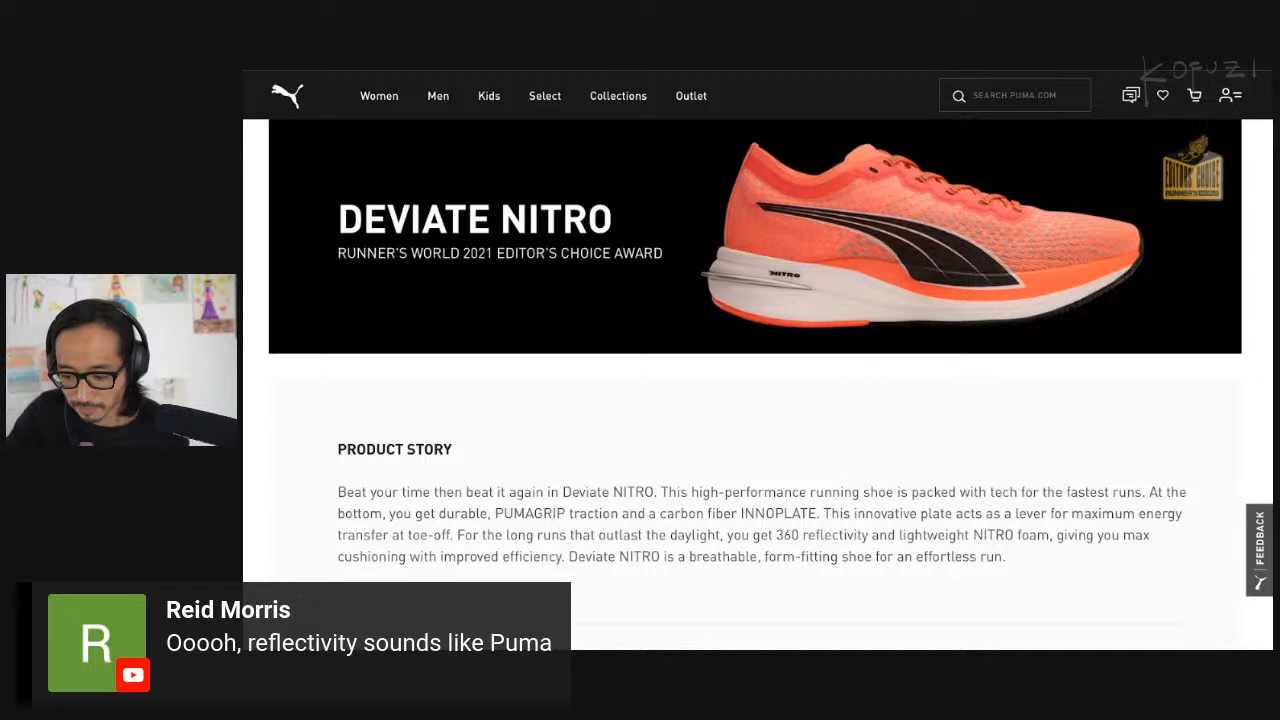 KOFUZI
Women Men Kids Select Collections Outlet
SEARCH PUMA.COM
EDITORS' CHOICE
RUNNER'S WORLD
DEVIATE NITRO
RUNNER'S WORLD 2021 EDITOR'S CHOICE AWARD
NITRO
PRODUCT STORY
Beat your time then beat it again in Deviate NITRO. This high-performance running shoe is packed with tech for the fastest runs. At the
bottom, you get durable, PUMAGRIP traction and a carbon fiber INNOPLATE. This innovative plate acts as a lever for maximum energy
transfer at toe-off. For the long runs that outlast the daylight, you get 360 reflectivity and lightweight NITRO foam, giving you max
cushioning with improved efficiency. Deviate NITRO is a breathable, form-fitting shoe for an effortless run.
FEEDBACK
R
Reid Morris
Ooooh, reflectivity sounds like Puma